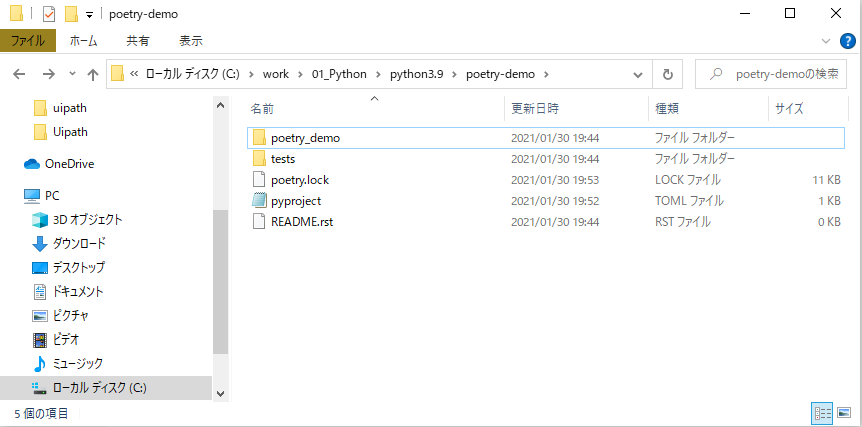 poetry-demo
ファイル ホーム 共有 表示
« ローカル ディスク (C:) › work › 01_Python › python3.9 › poetry-demo ›
poetry-demoの検索
uipath
Uipath
OneDrive
PC
3D オブジェクト
ダウンロード
デスクトップ
ドキュメント
ピクチャ
ビデオ
ミュージック
ローカル ディスク (C:)
名前 更新日時 種類 サイズ
poetry_demo 2021/01/30 19:44 ファイル フォルダー
tests 2021/01/30 19:44 ファイル フォルダー
poetry.lock 2021/01/30 19:53 LOCK ファイル 11 KB
pyproject 2021/01/30 19:52 TOML ファイル 1 KB
README.rst 2021/01/30 19:44 RST ファイル 0 KB
5 個の項目